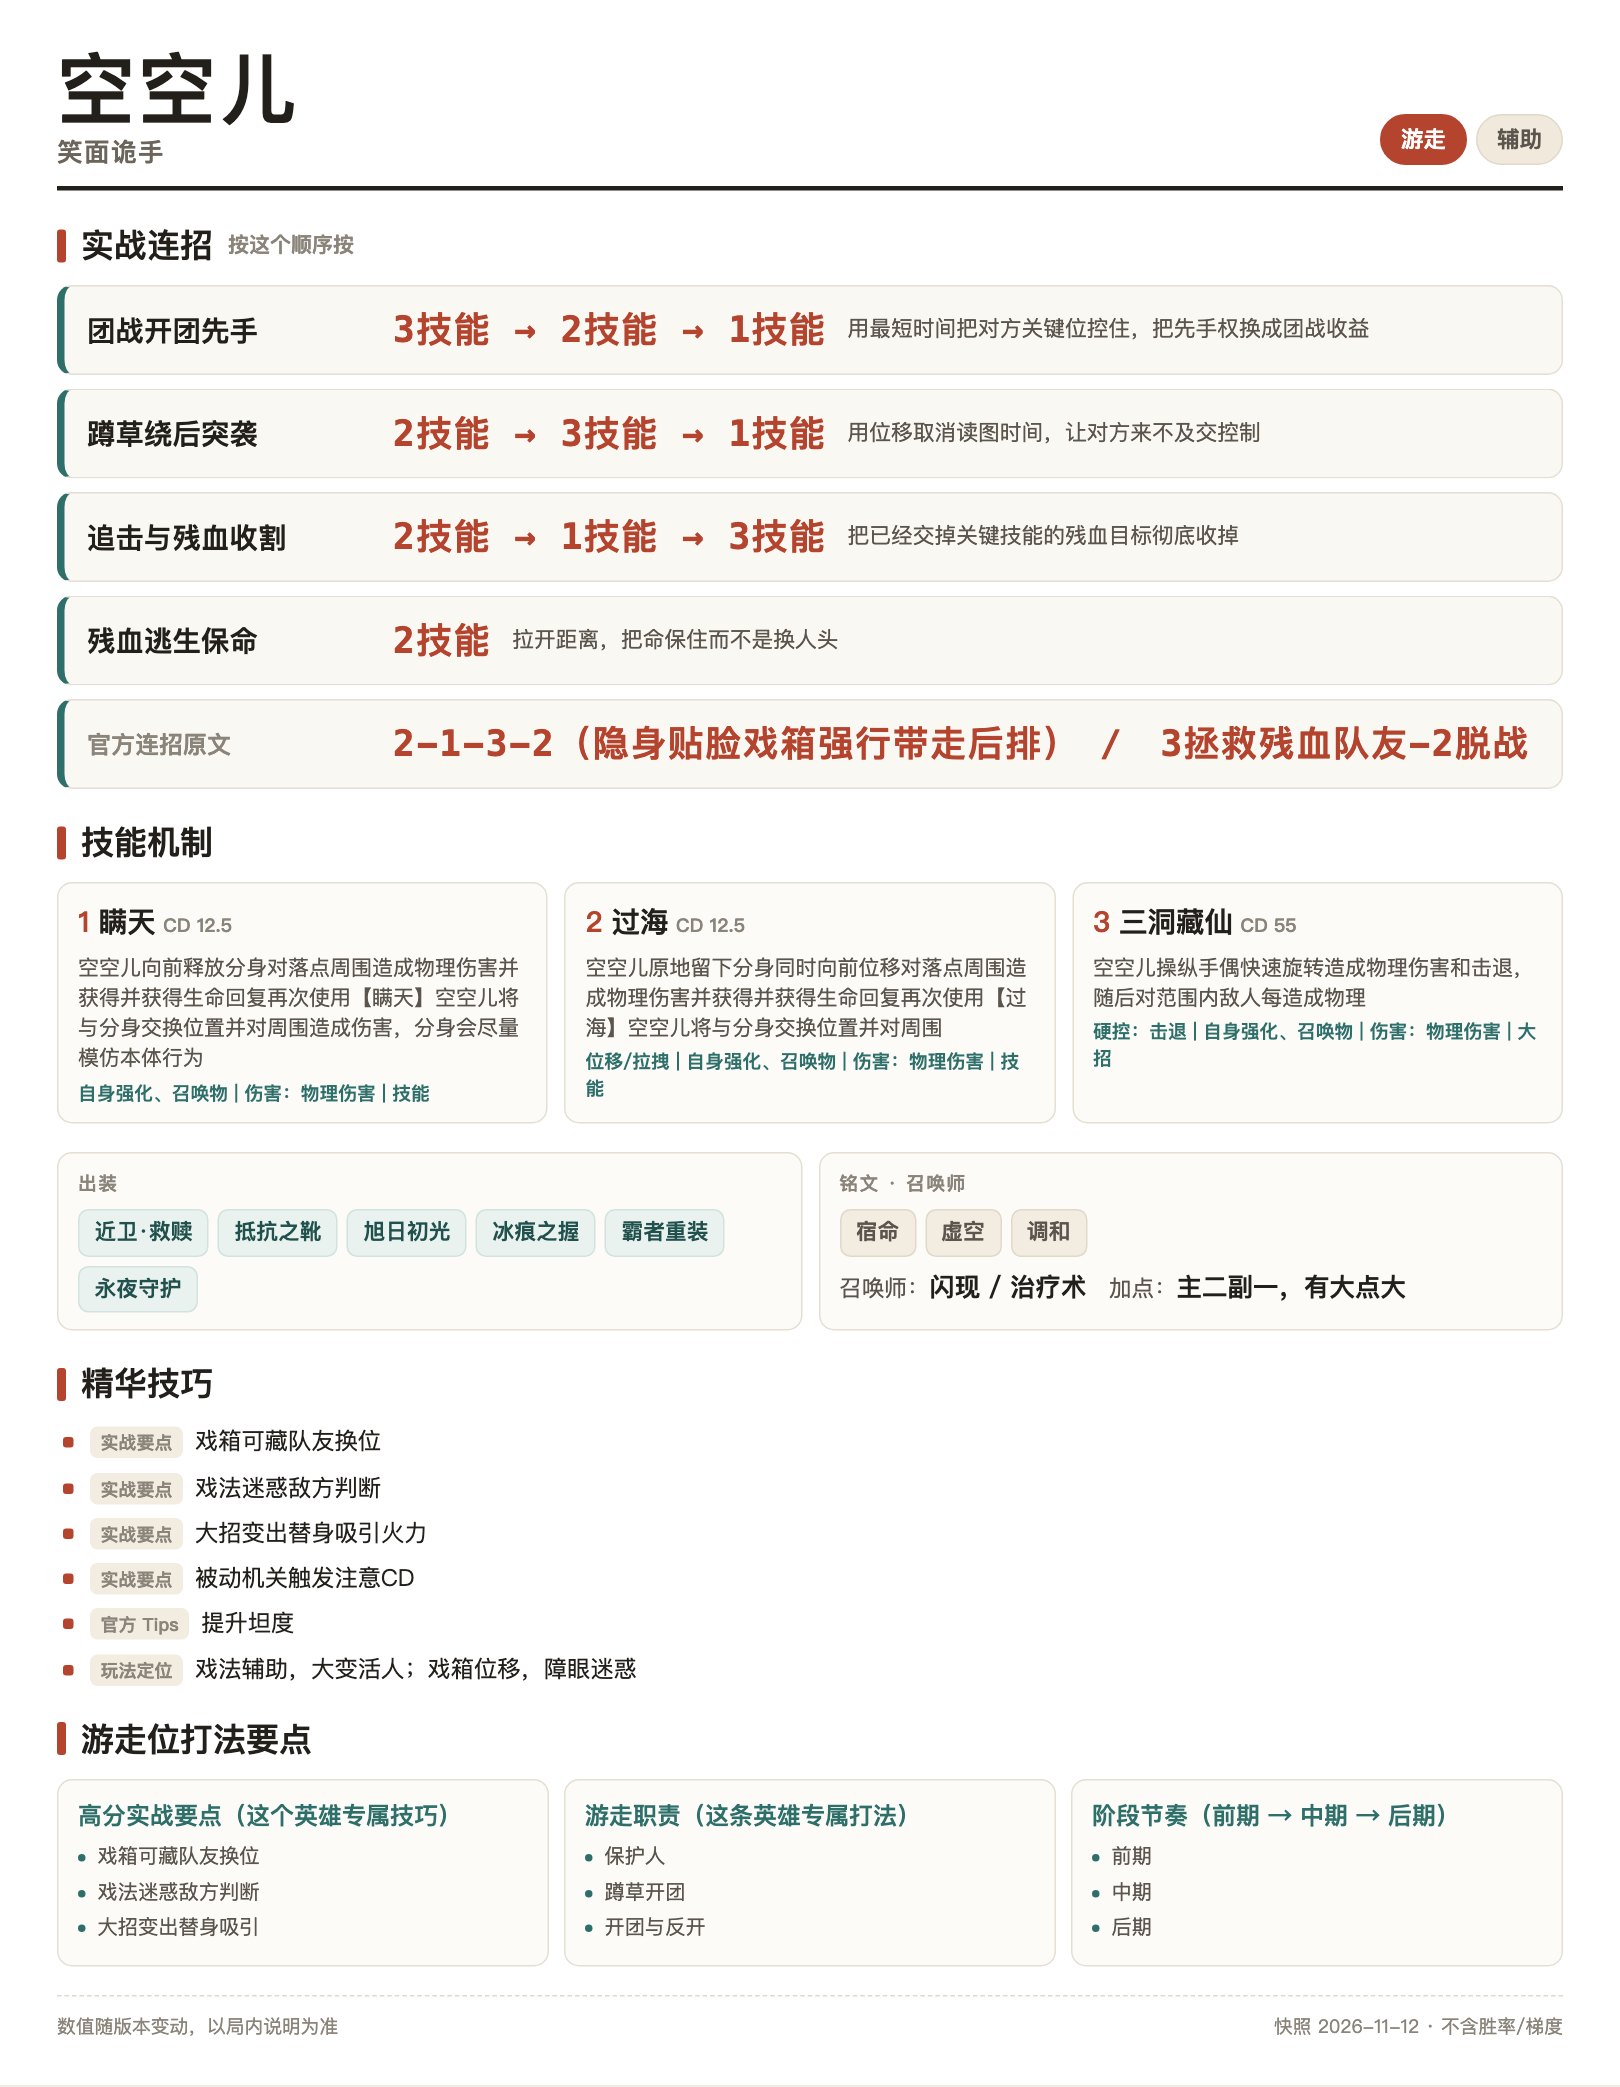 空空儿
笑面诡手
游走 辅助
实战连招 按这个顺序按
团战开团先手 3技能 → 2技能 → 1技能 用最短时间把对方关键位控住，把先手权换成团战收益
蹲草绕后突袭 2技能 → 3技能 → 1技能 用位移取消读图时间，让对方来不及交控制
追击与残血收割 2技能 → 1技能 → 3技能 把已经交掉关键技能的残血目标彻底收掉
残血逃生保命 2技能 拉开距离，把命保住而不是换人头
官方连招原文 2-1-3-2（隐身贴脸戏箱强行带走后排） / 3拯救残血队友-2脱战
技能机制
1 瞒天 CD 12.5
空空儿向前释放分身对落点周围造成物理伤害并
获得并获得生命回复再次使用【瞒天】空空儿将
与分身交换位置并对周围造成伤害，分身会尽量
模仿本体行为
自身强化、召唤物 | 伤害：物理伤害 | 技能
2 过海 CD 12.5
空空儿原地留下分身同时向前位移对落点周围造
成物理伤害并获得并获得生命回复再次使用【过
海】空空儿将与分身交换位置并对周围
位移/拉拽 | 自身强化、召唤物 | 伤害：物理伤害 | 技
能
3 三洞藏仙 CD 55
空空儿操纵手偶快速旋转造成物理伤害和击退，
随后对范围内敌人每造成物理
硬控：击退 | 自身强化、召唤物 | 伤害：物理伤害 | 大
招
出装
近卫·救赎 抵抗之靴 旭日初光 冰痕之握 霸者重装
永夜守护
铭文 · 召唤师
宿命 虚空 调和
召唤师：闪现 / 治疗术 加点：主二副一，有大点大
精华技巧
实战要点 戏箱可藏队友换位
实战要点 戏法迷惑敌方判断
实战要点 大招变出替身吸引火力
实战要点 被动机关触发注意CD
官方 Tips 提升坦度
玩法定位 戏法辅助，大变活人；戏箱位移，障眼迷惑
游走位打法要点
高分实战要点（这个英雄专属技巧）
戏箱可藏队友换位
戏法迷惑敌方判断
大招变出替身吸引
游走职责（这条英雄专属打法）
保护人
蹲草开团
开团与反开
阶段节奏（前期 → 中期 → 后期）
前期
中期
后期
数值随版本变动，以局内说明为准
快照 2026-11-12 · 不含胜率/梯度